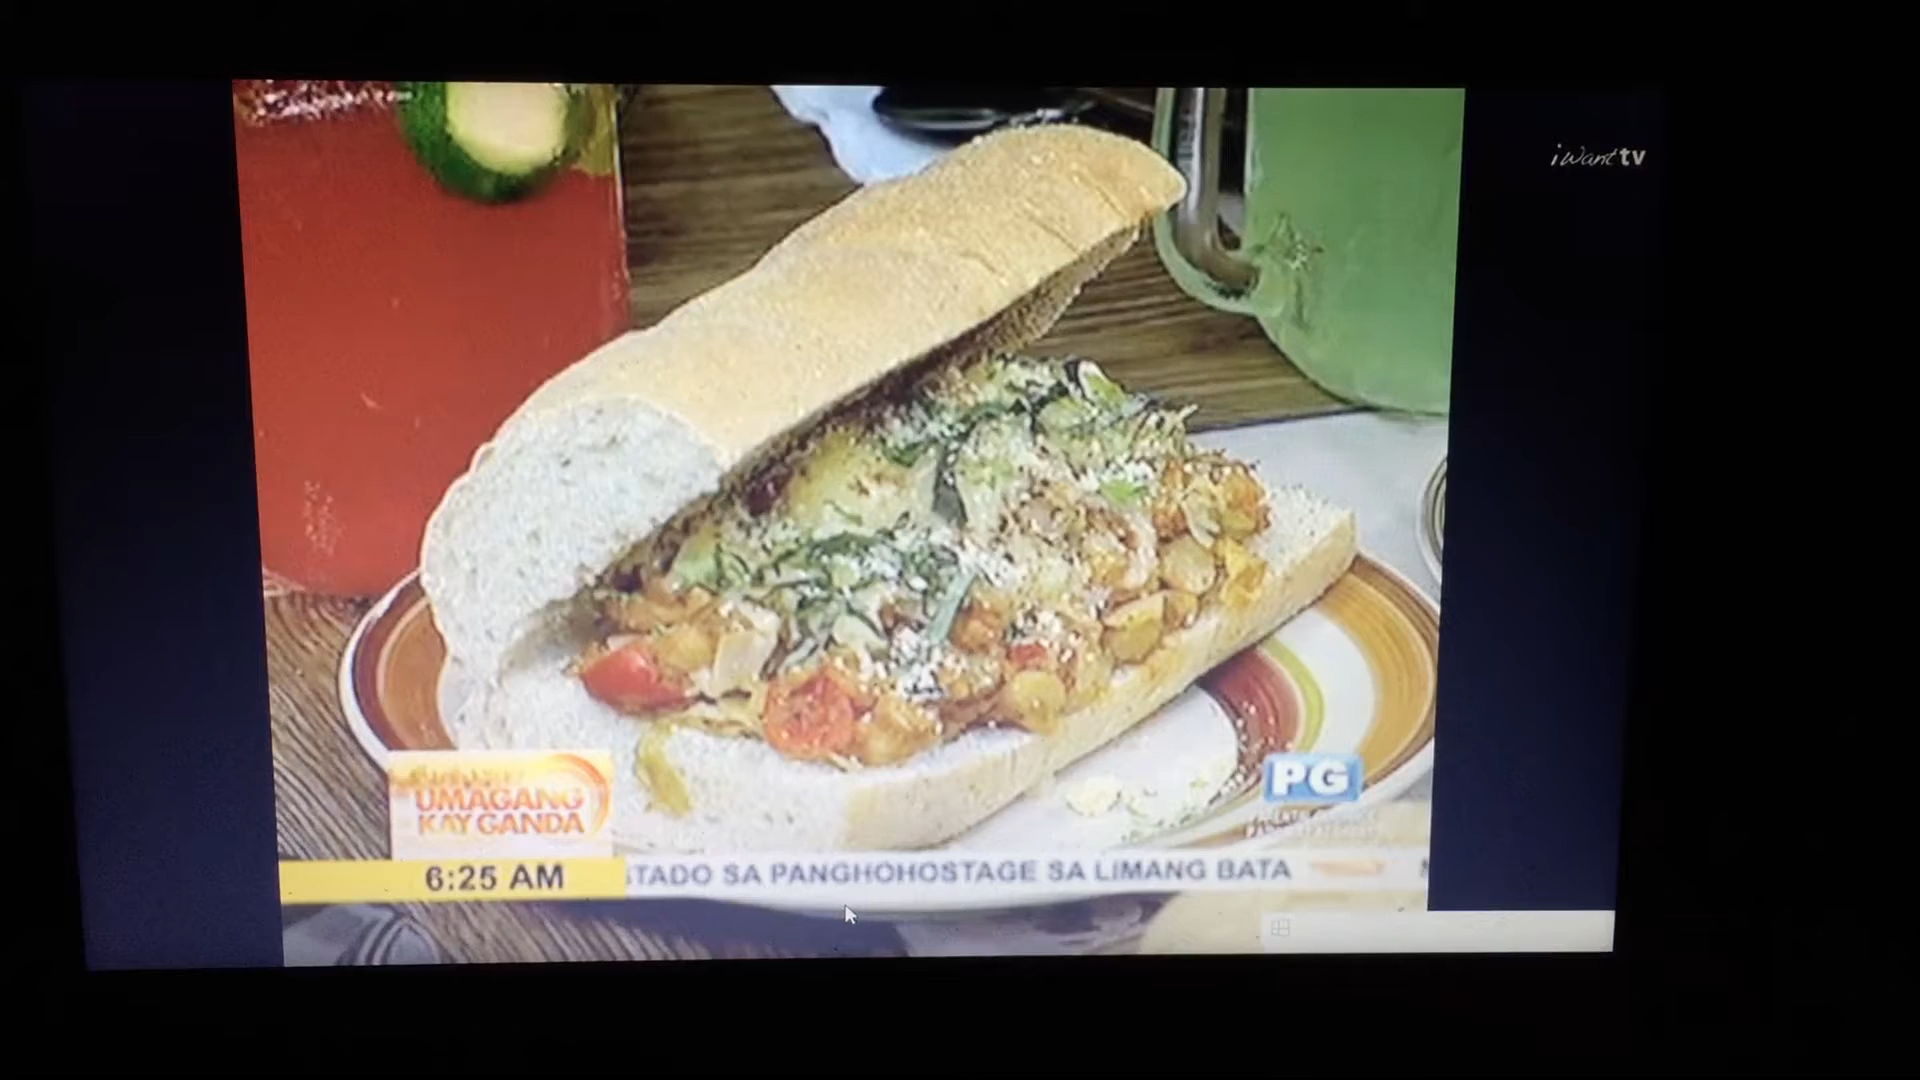 iwant tv
UMAGANG
KAY GANDA
PG
6:25 AM
STADO SA PANGHOHOSTAGE SA LIMANG BATA